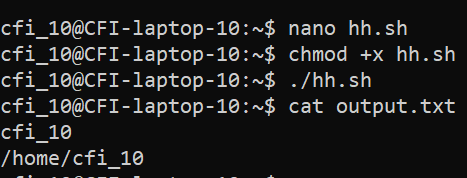 cfi_10@CFI-laptop-10:~$ nano hh.sh
cfi_10@CFI-laptop-10:~$ chmod +x hh.sh
cfi_10@CFI-laptop-10:~$ ./hh.sh
cfi_10@CFI-laptop-10:~$ cat output.txt
cfi_10
/home/cfi_10